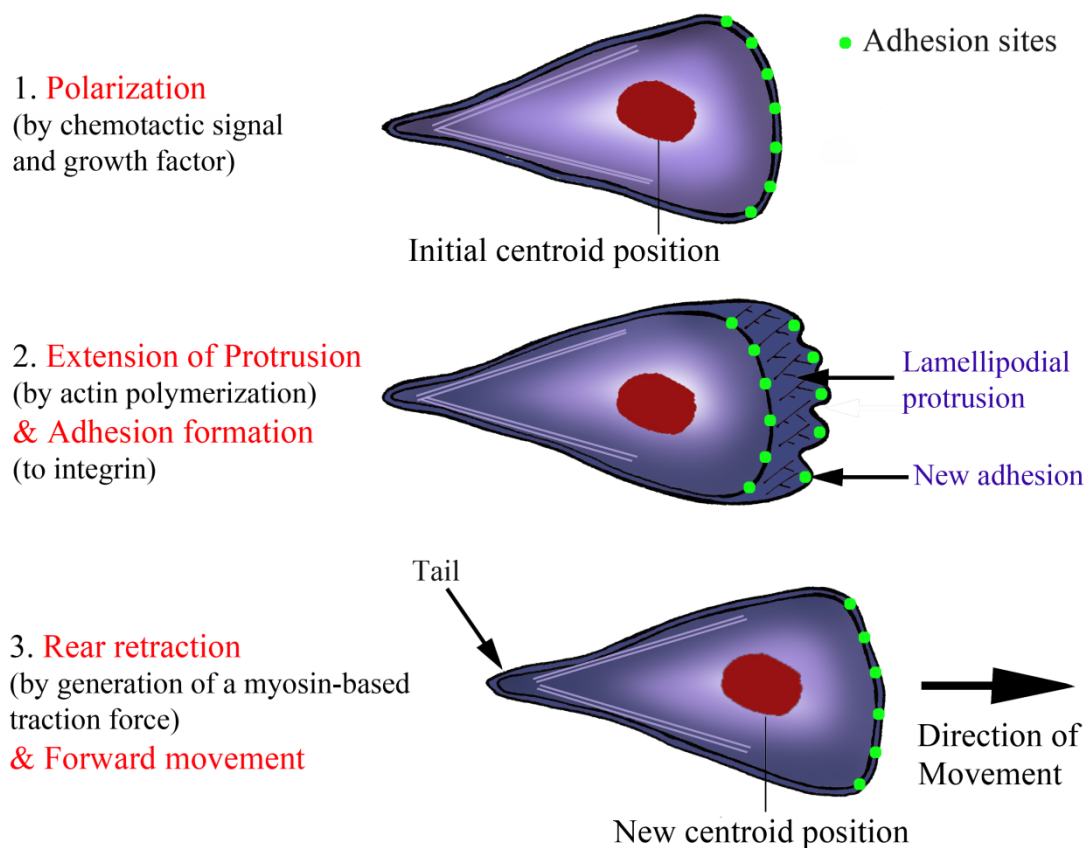 Adhesion sites
1. Polarization
(by chemotactic signal
and growth factor)
Initial centroid position
2. Extension of Protrusion
(by actin polymerization)
& Adhesion formation
(to integrin)
Lamellipodial
protrusion
New adhesion
Tail
3. Rear retraction
(by generation of a myosin-based
traction force)
& Forward movement
Direction of
Movement
New centroid position